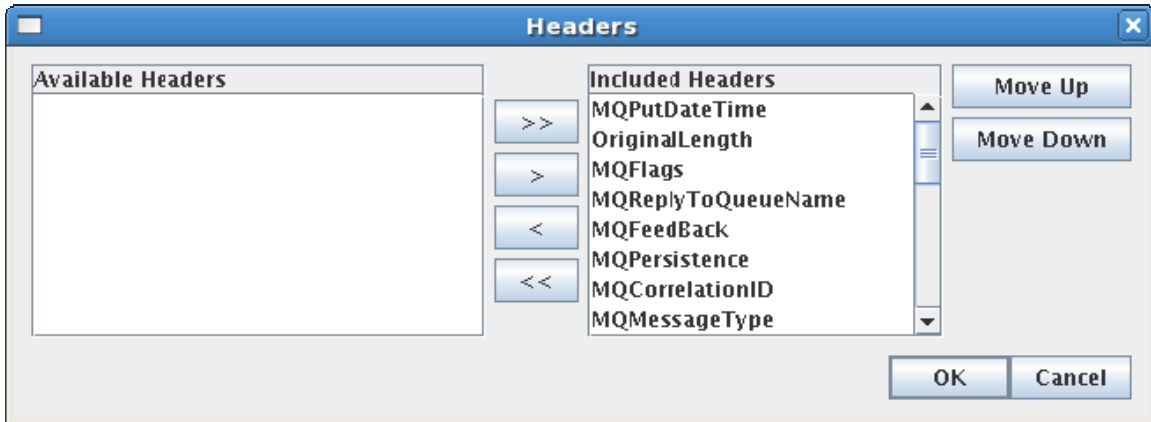 Headers
Available Headers
>>
>
<
<<
Included Headers
MQPutDateTime
OriginalLength
MQFlags
MQReplyToQueueName
MQFeedBack
MQPersistence
MQCorrelationID
MQMessageType
Move Up
Move Down
OK
Cancel